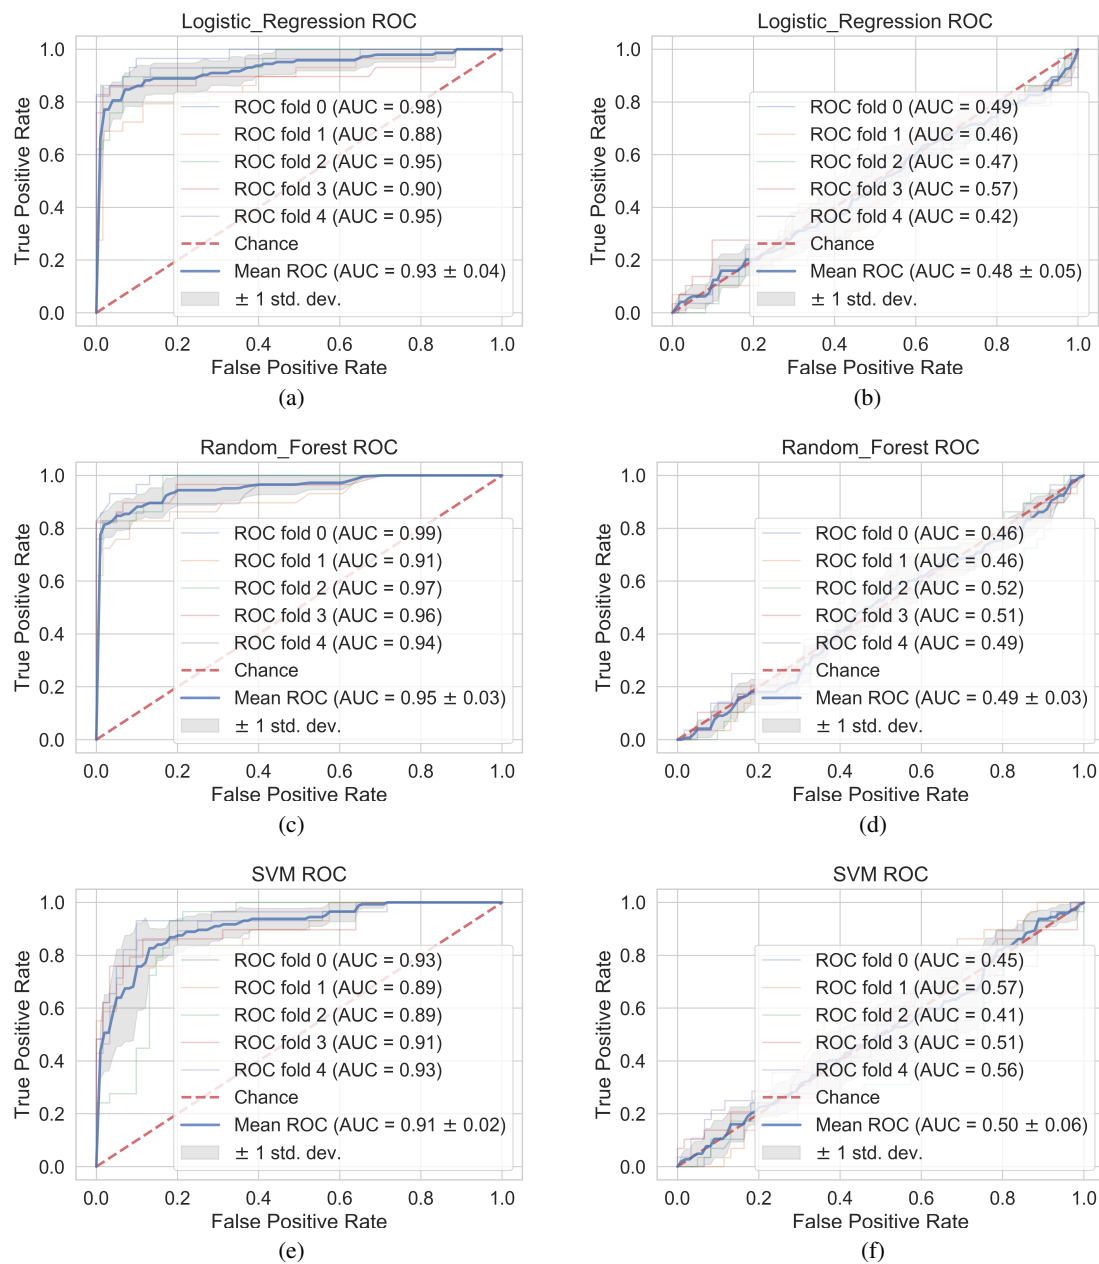 Logistic_Regression ROC
True Positive Rate
1.0
0.8
0.6
0.4
0.2
0.0
ROC fold 0 (AUC = 0.98)
ROC fold 1 (AUC = 0.88)
ROC fold 2 (AUC = 0.95)
ROC fold 3 (AUC = 0.90)
ROC fold 4 (AUC = 0.95)
Chance
Mean ROC (AUC = 0.93 ± 0.04)
± 1 std. dev.
0.0 0.2 0.4 0.6 0.8 1.0
False Positive Rate
(a)
Logistic_Regression ROC
True Positive Rate
1.0
0.8
0.6
0.4
0.2
0.0
ROC fold 0 (AUC = 0.49)
ROC fold 1 (AUC = 0.46)
ROC fold 2 (AUC = 0.47)
ROC fold 3 (AUC = 0.57)
ROC fold 4 (AUC = 0.42)
Chance
Mean ROC (AUC = 0.48 ± 0.05)
± 1 std. dev.
0.0 0.2 0.4 0.6 0.8 1.0
False Positive Rate
(b)
Random_Forest ROC
True Positive Rate
1.0
0.8
0.6
0.4
0.2
0.0
ROC fold 0 (AUC = 0.99)
ROC fold 1 (AUC = 0.91)
ROC fold 2 (AUC = 0.97)
ROC fold 3 (AUC = 0.96)
ROC fold 4 (AUC = 0.94)
Chance
Mean ROC (AUC = 0.95 ± 0.03)
± 1 std. dev.
0.0 0.2 0.4 0.6 0.8 1.0
False Positive Rate
(c)
Random_Forest ROC
True Positive Rate
1.0
0.8
0.6
0.4
0.2
0.0
ROC fold 0 (AUC = 0.46)
ROC fold 1 (AUC = 0.46)
ROC fold 2 (AUC = 0.52)
ROC fold 3 (AUC = 0.51)
ROC fold 4 (AUC = 0.49)
Chance
Mean ROC (AUC = 0.49 ± 0.03)
± 1 std. dev.
0.0 0.2 0.4 0.6 0.8 1.0
False Positive Rate
(d)
SVM ROC
True Positive Rate
1.0
0.8
0.6
0.4
0.2
0.0
ROC fold 0 (AUC = 0.93)
ROC fold 1 (AUC = 0.89)
ROC fold 2 (AUC = 0.89)
ROC fold 3 (AUC = 0.91)
ROC fold 4 (AUC = 0.93)
Chance
Mean ROC (AUC = 0.91 ± 0.02)
± 1 std. dev.
0.0 0.2 0.4 0.6 0.8 1.0
False Positive Rate
(e)
SVM ROC
True Positive Rate
1.0
0.8
0.6
0.4
0.2
0.0
ROC fold 0 (AUC = 0.45)
ROC fold 1 (AUC = 0.57)
ROC fold 2 (AUC = 0.41)
ROC fold 3 (AUC = 0.51)
ROC fold 4 (AUC = 0.56)
Chance
Mean ROC (AUC = 0.50 ± 0.06)
± 1 std. dev.
0.0 0.2 0.4 0.6 0.8 1.0
False Positive Rate
(f)